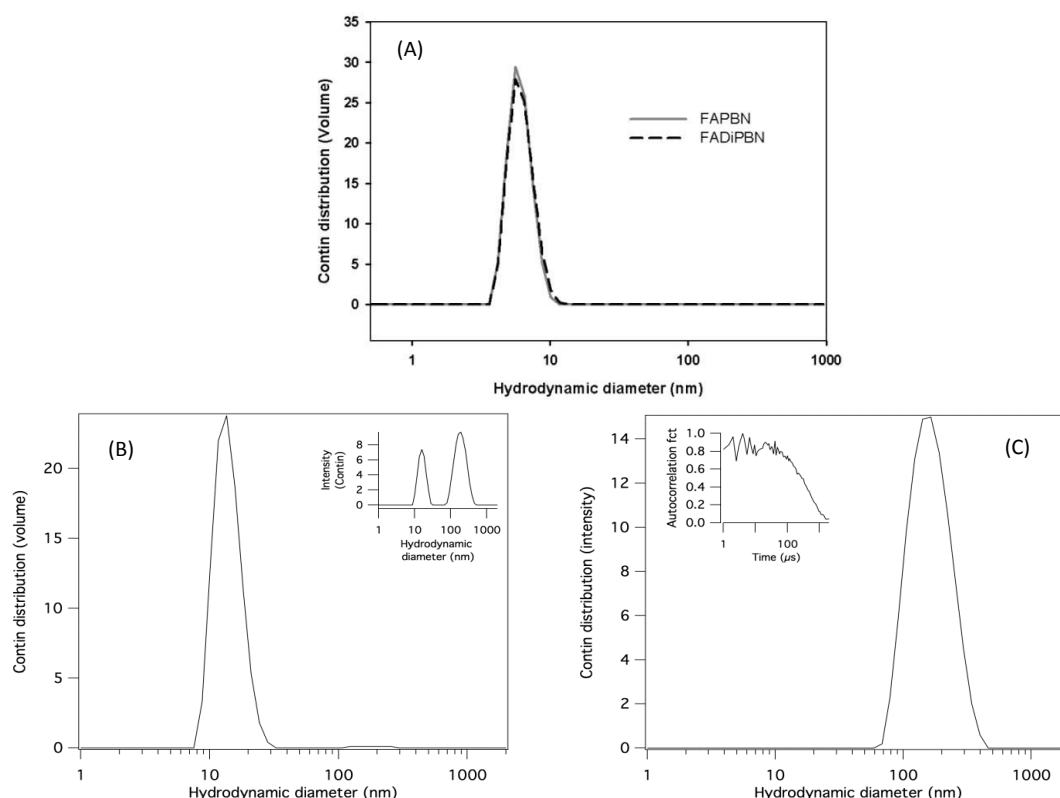 (A)
Contin distribution (Volume)
35
30
25
20
15
10
5
0
FAPBN
FADiPBN
1 10 100 1000
Hydrodynamic diameter (nm)
(B)
Contin distribution (volume)
20
15
10
5
0
1 10 100 1000
Hydrodynamic diameter (nm)
Intensity
(Contin)
8
6
4
2
0
1 10 100 1000
Hydrodynamic
diameter (nm)
(C)
Contin distribution (intensity)
14
12
10
8
6
4
2
0
1 10 100 1000
Hydrodynamic diameter (nm)
Autocorrelation fct
1.0
0.8
0.6
0.4
0.2
0.0
1 100
Time (µs)